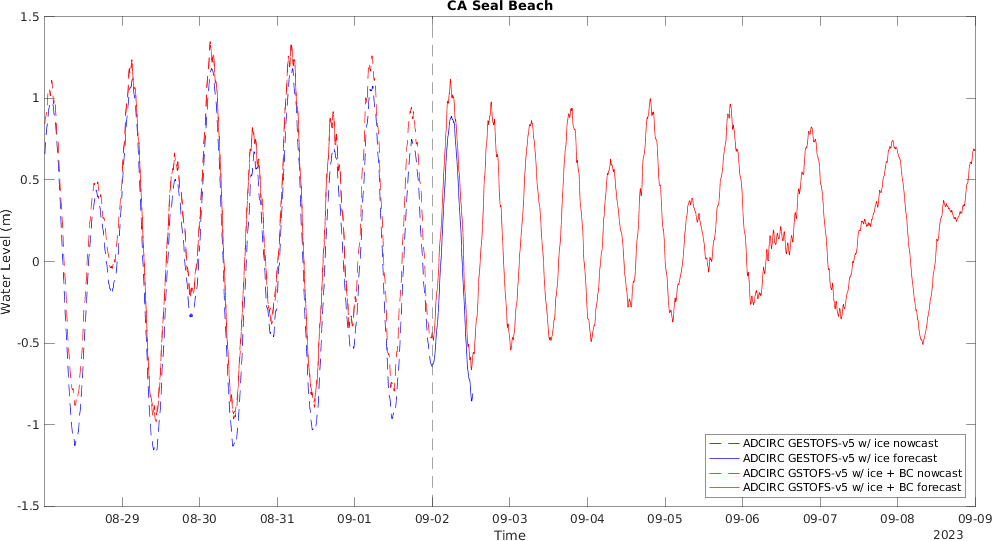 CA Seal Beach
1.5
1
0.5
0
-0.5
-1
-1.5
Water Level (m)
08-29 08-30 08-31 09-01 09-02 09-03 09-04 09-05 09-06 09-07 09-08 09-09
Time
2023
ADCIRC GESTOFS-v5 w/ ice nowcast
ADCIRC GESTOFS-v5 w/ ice forecast
ADCIRC GSTOFS-v5 w/ ice + BC nowcast
ADCIRC GSTOFS-v5 w/ ice + BC forecast